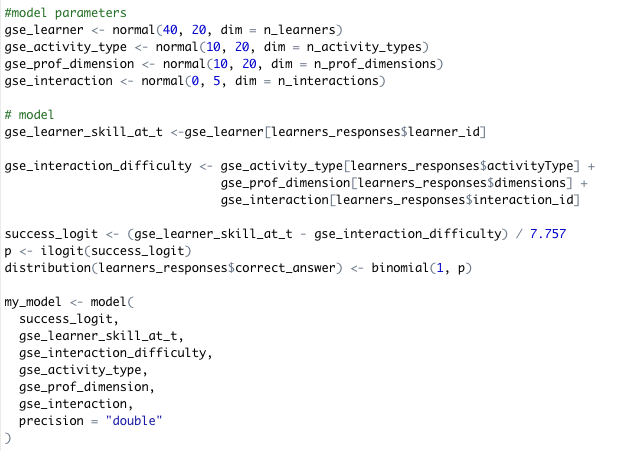 #model parameters
gse_learner <- normal(40, 20, dim = n_learners)
gse_activity_type <- normal(10, 20, dim = n_activity_types)
gse_prof_dimension <- normal(10, 20, dim = n_prof_dimensions)
gse_interaction <- normal(0, 5, dim = n_interactions)

# model
gse_learner_skill_at_t <-gse_learner[learners_responses$learner_id]

gse_interaction_difficulty <- gse_activity_type[learners_responses$activityType] +
                              gse_prof_dimension[learners_responses$dimensions] +
                              gse_interaction[learners_responses$interaction_id]

success_logit <- (gse_learner_skill_at_t - gse_interaction_difficulty) / 7.757
p <- ilogit(success_logit)
distribution(learners_responses$correct_answer) <- binomial(1, p)

my_model <- model(
  success_logit,
  gse_learner_skill_at_t,
  gse_interaction_difficulty,
  gse_activity_type,
  gse_prof_dimension,
  gse_interaction,
  precision = "double"
)